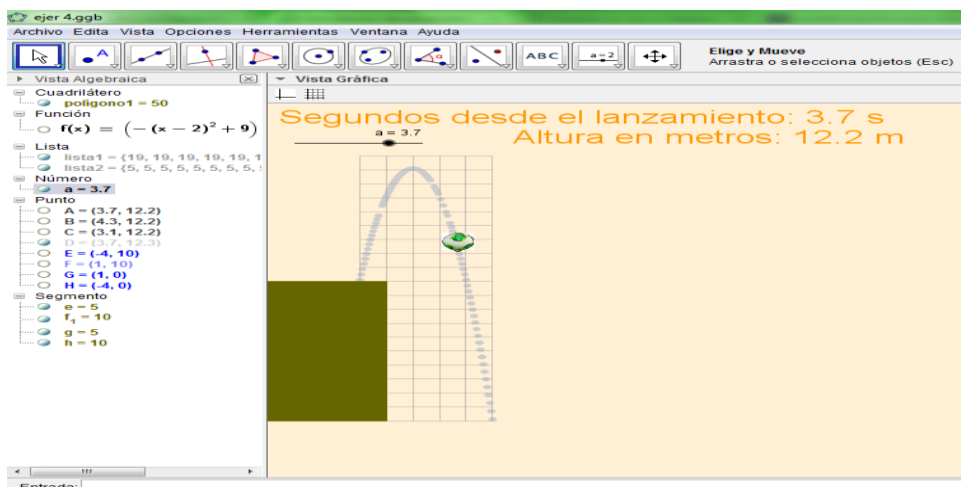 ejer 4.ggb
Archivo Edita Vista Opciones Herramientas Ventana Ayuda
A
α
ABC
a=2
Elige y Mueve
Arrastra o selecciona objetos (Esc)
Vista Algebraica
Cuadrilátero
polígono1 = 50
Función
f(x) = (-(x - 2)² + 9)
Lista
lista1 = {19, 19, 19, 19, 19, 1
lista2 = {5, 5, 5, 5, 5, 5, 5, 5,
Número
a = 3.7
Punto
A = (3.7, 12.2)
B = (4.3, 12.2)
C = (3.1, 12.2)
D = (3.7, 12.3)
E = (-4, 10)
F = (1, 10)
G = (1, 0)
H = (-4, 0)
Segmento
e = 5
f₁ = 10
g = 5
h = 10
Vista Gráfica
Segundos desde el lanzamiento: 3.7 s
a = 3.7
Altura en metros: 12.2 m
Entrada: